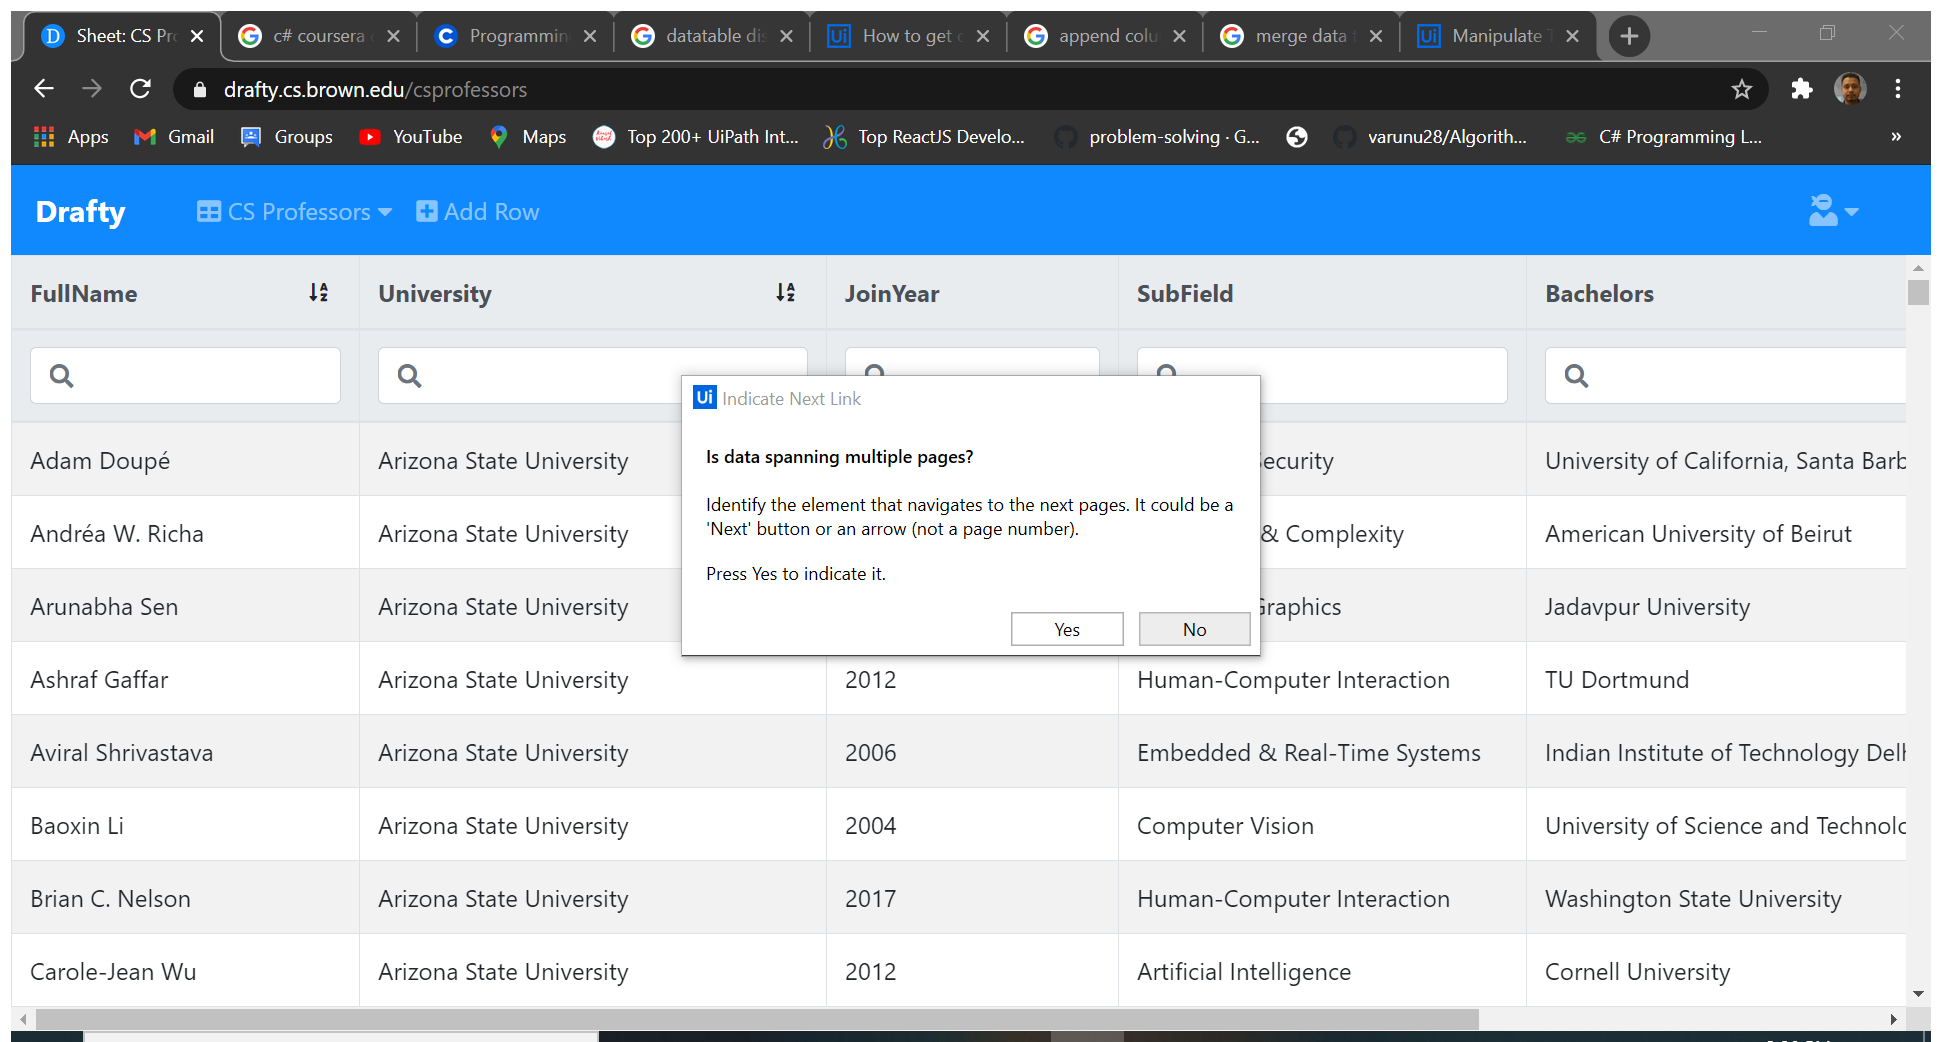 Sheet: CS Pr
c# coursera
Programmin
datatable dis
How to get
append colu
merge data
Manipulate
drafty.cs.brown.edu/csprofessors
Apps Gmail Groups YouTube Maps Top 200+ UiPath Int... Top ReactJS Develo... problem-solving · G... varunu28/Algorith... C# Programming L... »
Drafty CS Professors Add Row
FullName University JoinYear SubField Bachelors
Ui Indicate Next Link
Is data spanning multiple pages?
Identify the element that navigates to the next pages. It could be a
'Next' button or an arrow (not a page number).
Press Yes to indicate it.
Yes No
Adam Doupé Arizona State University ecurity University of California, Santa Barb
Andréa W. Richa Arizona State University & Complexity American University of Beirut
Arunabha Sen Arizona State University Graphics Jadavpur University
Ashraf Gaffar Arizona State University 2012 Human-Computer Interaction TU Dortmund
Aviral Shrivastava Arizona State University 2006 Embedded & Real-Time Systems Indian Institute of Technology Delh
Baoxin Li Arizona State University 2004 Computer Vision University of Science and Technolo
Brian C. Nelson Arizona State University 2017 Human-Computer Interaction Washington State University
Carole-Jean Wu Arizona State University 2012 Artificial Intelligence Cornell University